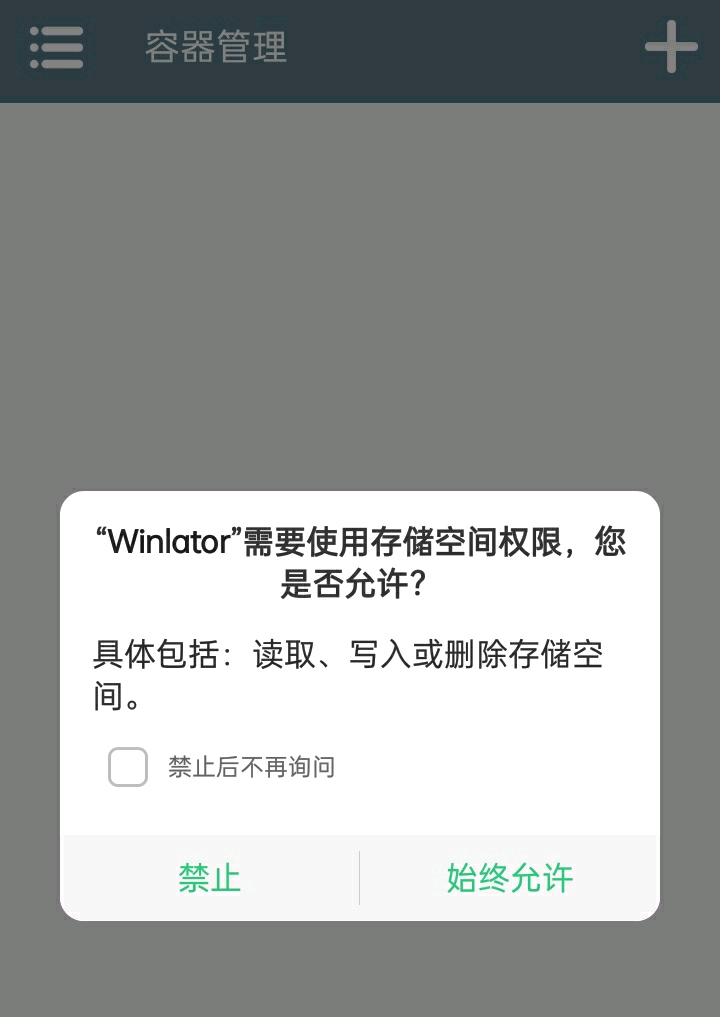 容器管理
“Winlator”需要使用存储空间权限，您
是否允许？
具体包括：读取、写入或删除存储空
间。
禁止后不再询问
禁止
始终允许